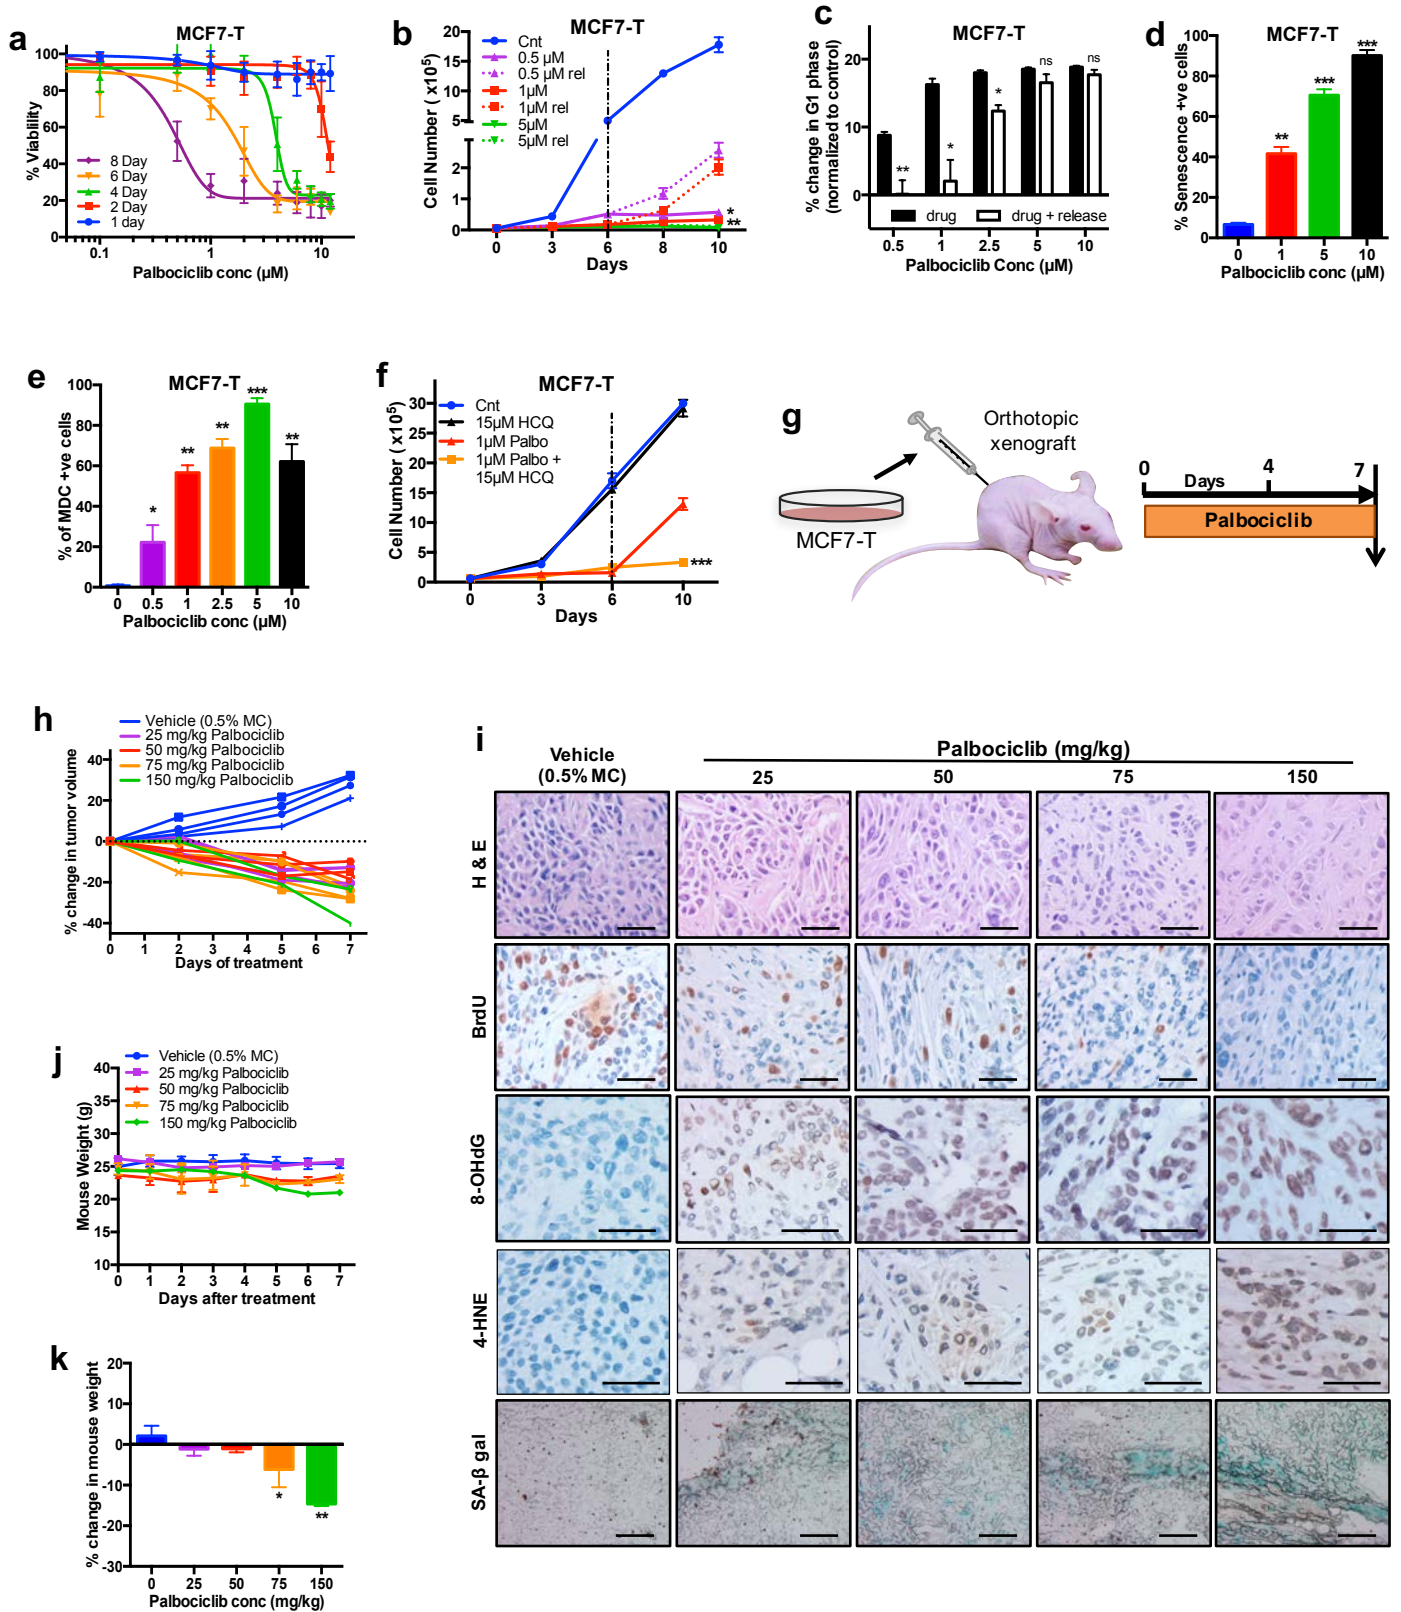 a
MCF7-T
% Viability
100
80
60
40
20
0
8 Day
6 Day
4 Day
2 Day
1 day
0.1
1
10
Palbociclib conc (µM)
b
MCF7-T
Cell Number ( x10⁵)
20
15
10
5
2
1
0
Cnt
0.5 µM
0.5 µM rel
1µM
1µM rel
5µM
5µM rel
*
**
0
3
6
8
10
Days
c
MCF7-T
% change in G1 phase
(normalized to control)
20
10
0
**
*
*
ns
ns
drug
drug + release
0.5
1
2.5
5
10
Palbociclib Conc (µM)
d
MCF7-T
% Senescence +ve cells
100
80
60
40
20
0
**
***
***
0
1
5
10
Palbociclib conc (µM)
e
MCF7-T
% of MDC +ve cells
100
80
60
40
20
0
*
**
**
***
**
0
0.5
1
2.5
5
10
Palbociclib conc (µM)
f
MCF7-T
Cell Number ( x10⁵)
30
25
20
15
10
5
0
Cnt
15µM HCQ
1µM Palbo
1µM Palbo +
15µM HCQ
***
0
3
6
10
Days
g
Orthotopic
xenograft
MCF7-T
0
4
7
Days
Palbociclib
h
Vehicle (0.5% MC)
25 mg/kg Palbociclib
50 mg/kg Palbociclib
75 mg/kg Palbociclib
150 mg/kg Palbociclib
% change in tumor volume
40
20
0
-20
-40
0
1
2
3
4
5
6
7
Days of treatment
i
Vehicle
(0.5% MC)
Palbociclib (mg/kg)
25
50
75
150
H & E
BrdU
8-OHdG
4-HNE
SA-β gal
j
Vehicle (0.5% MC)
25 mg/kg Palbociclib
50 mg/kg Palbociclib
75 mg/kg Palbociclib
150 mg/kg Palbociclib
Mouse Weight (g)
40
35
30
25
20
15
10
0
1
2
3
4
5
6
7
Days after treatment
k
% change in mouse weight
20
10
0
-10
-20
-30
*
**
0
25
50
75
150
Palbociclib conc (mg/kg)